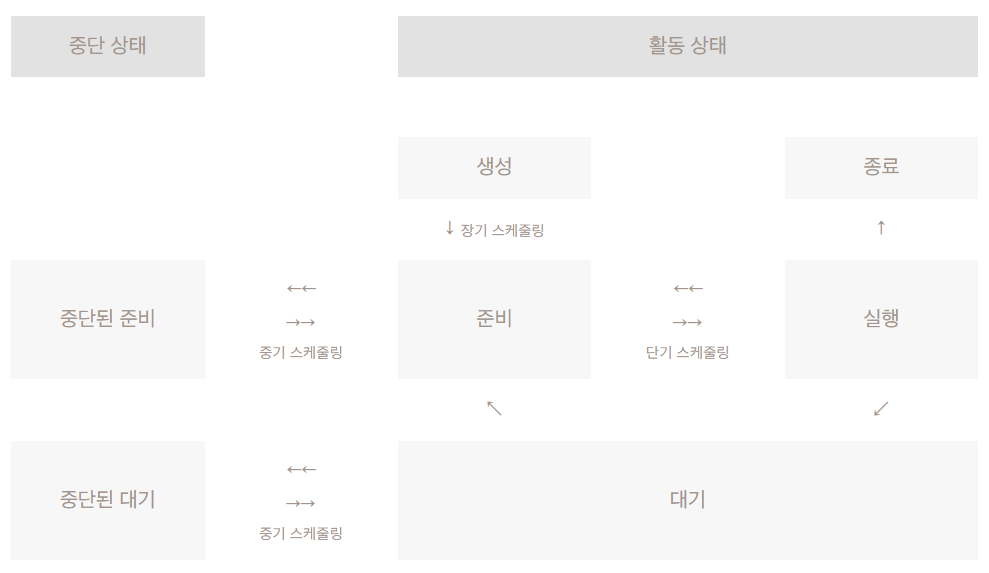 중단 상태
활동 상태
생성
종료
↓ 장기 스케줄링
↑
중단된 준비
←←
→→
중기 스케줄링
준비
←←
→→
단기 스케줄링
실행
↖
↙
중단된 대기
←←
→→
중기 스케줄링
대기